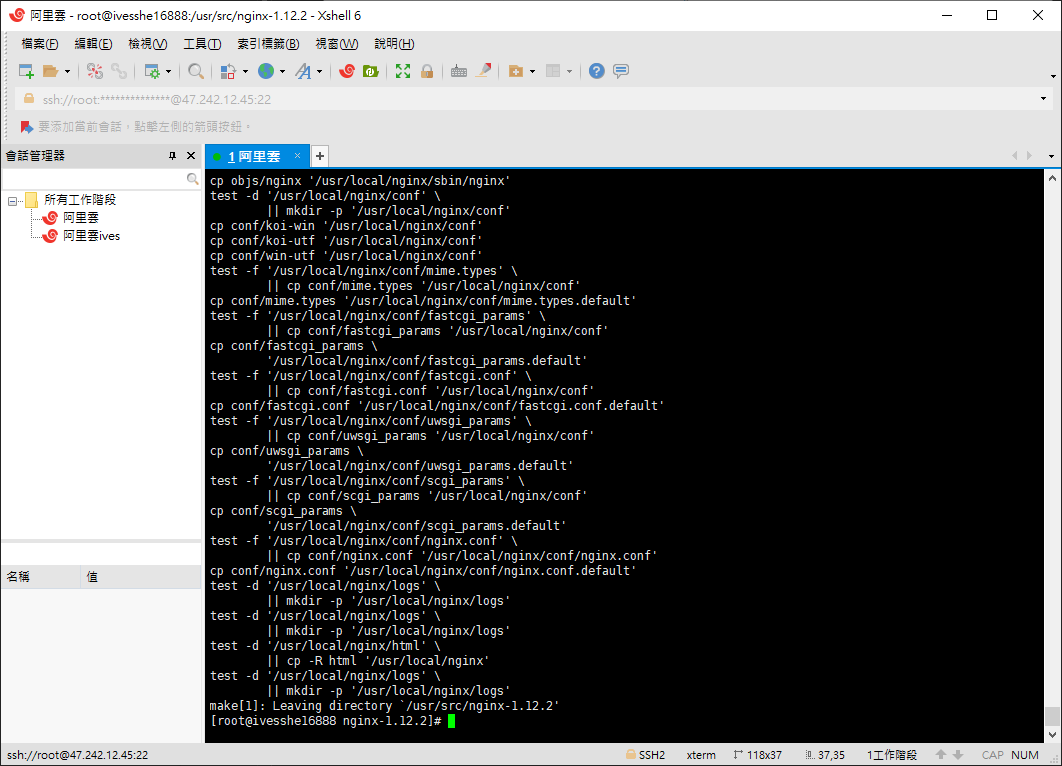 阿里雲 - root@ivesshe16888:/usr/src/nginx-1.12.2 - Xshell 6
檔案(F) 編輯(E) 檢視(V) 工具(T) 索引標籤(B) 視窗(W) 說明(H)
ssh://root:**************@47.242.12.45:22
要添加當前會話，點擊左側的箭頭按鈕。
會話管理器
1 阿里雲
所有工作階段
阿里雲
阿里雲ives
名稱 值
cp objs/nginx '/usr/local/nginx/sbin/nginx'
test -d '/usr/local/nginx/conf' \
|| mkdir -p '/usr/local/nginx/conf'
cp conf/koi-win '/usr/local/nginx/conf'
cp conf/koi-utf '/usr/local/nginx/conf'
cp conf/win-utf '/usr/local/nginx/conf'
test -f '/usr/local/nginx/conf/mime.types' \
|| cp conf/mime.types '/usr/local/nginx/conf'
cp conf/mime.types '/usr/local/nginx/conf/mime.types.default'
test -f '/usr/local/nginx/conf/fastcgi_params' \
|| cp conf/fastcgi_params '/usr/local/nginx/conf'
cp conf/fastcgi_params \
'/usr/local/nginx/conf/fastcgi_params.default'
test -f '/usr/local/nginx/conf/fastcgi.conf' \
|| cp conf/fastcgi.conf '/usr/local/nginx/conf'
cp conf/fastcgi.conf '/usr/local/nginx/conf/fastcgi.conf.default'
test -f '/usr/local/nginx/conf/uwsgi_params' \
|| cp conf/uwsgi_params '/usr/local/nginx/conf'
cp conf/uwsgi_params \
'/usr/local/nginx/conf/uwsgi_params.default'
test -f '/usr/local/nginx/conf/scgi_params' \
|| cp conf/scgi_params '/usr/local/nginx/conf'
cp conf/scgi_params \
'/usr/local/nginx/conf/scgi_params.default'
test -f '/usr/local/nginx/conf/nginx.conf' \
|| cp conf/nginx.conf '/usr/local/nginx/conf/nginx.conf'
cp conf/nginx.conf '/usr/local/nginx/conf/nginx.conf.default'
test -d '/usr/local/nginx/logs' \
|| mkdir -p '/usr/local/nginx/logs'
test -d '/usr/local/nginx/logs' \
|| mkdir -p '/usr/local/nginx/logs'
test -d '/usr/local/nginx/html' \
|| cp -R html '/usr/local/nginx'
test -d '/usr/local/nginx/logs' \
|| mkdir -p '/usr/local/nginx/logs'
make[1]: Leaving directory `/usr/src/nginx-1.12.2'
[root@ivesshe16888 nginx-1.12.2]#
ssh://root@47.242.12.45:22 SSH2 xterm 118x37 37,35 1工作階段 CAP NUM